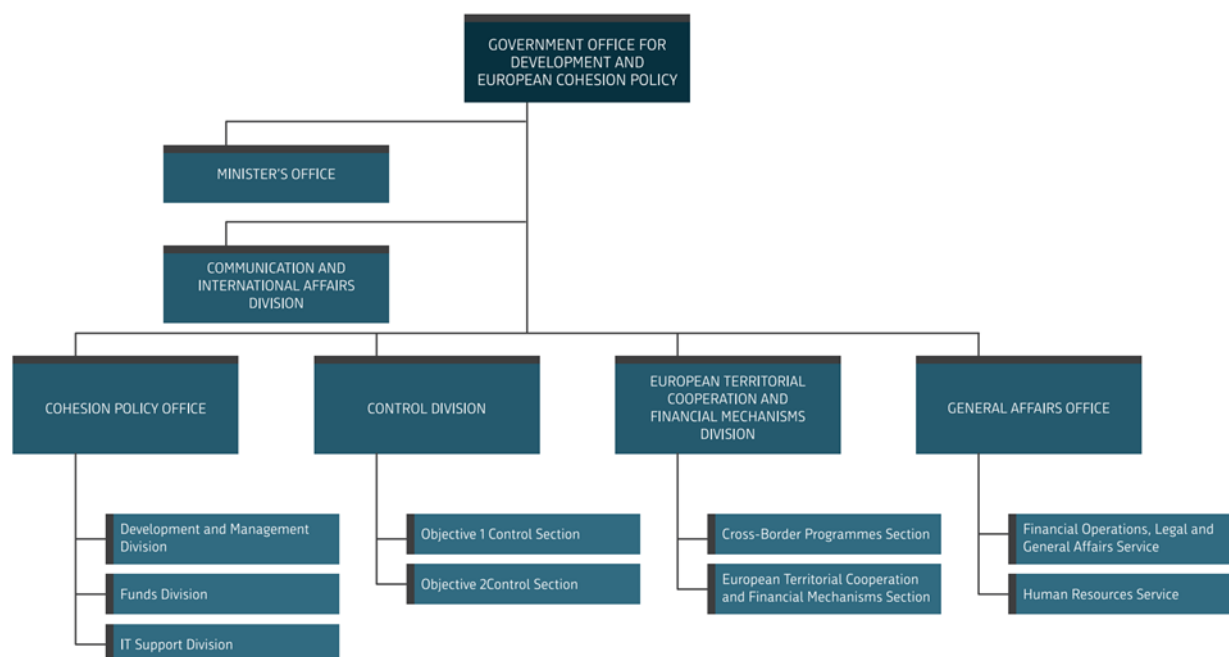 GOVERNMENT OFFICE FOR
DEVELOPMENT AND
EUROPEAN COHESION POLICY
MINISTER'S OFFICE
COMMUNICATION AND
INTERNATIONAL AFFAIRS
DIVISION
COHESION POLICY OFFICE
CONTROL DIVISION
EUROPEAN TERRITORIAL
COOPERATION AND
FINANCIAL MECHANISMS
DIVISION
GENERAL AFFAIRS OFFICE
Development and Management
Division
Funds Division
IT Support Division
Objective 1 Control Section
Objective 2Control Section
Cross-Border Programmes Section
European Territorial Cooperation
and Financial Mechanisms Section
Financial Operations, Legal and
General Affairs Service
Human Resources Service